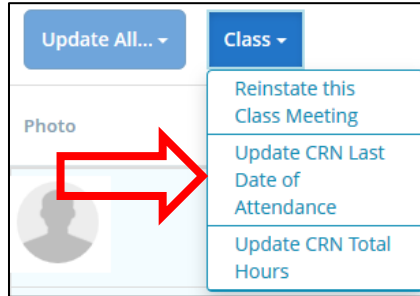 Update All...
Class
Photo
Reinstate this
Class Meeting
Update CRN Last
Date of
Attendance
Update CRN Total
Hours